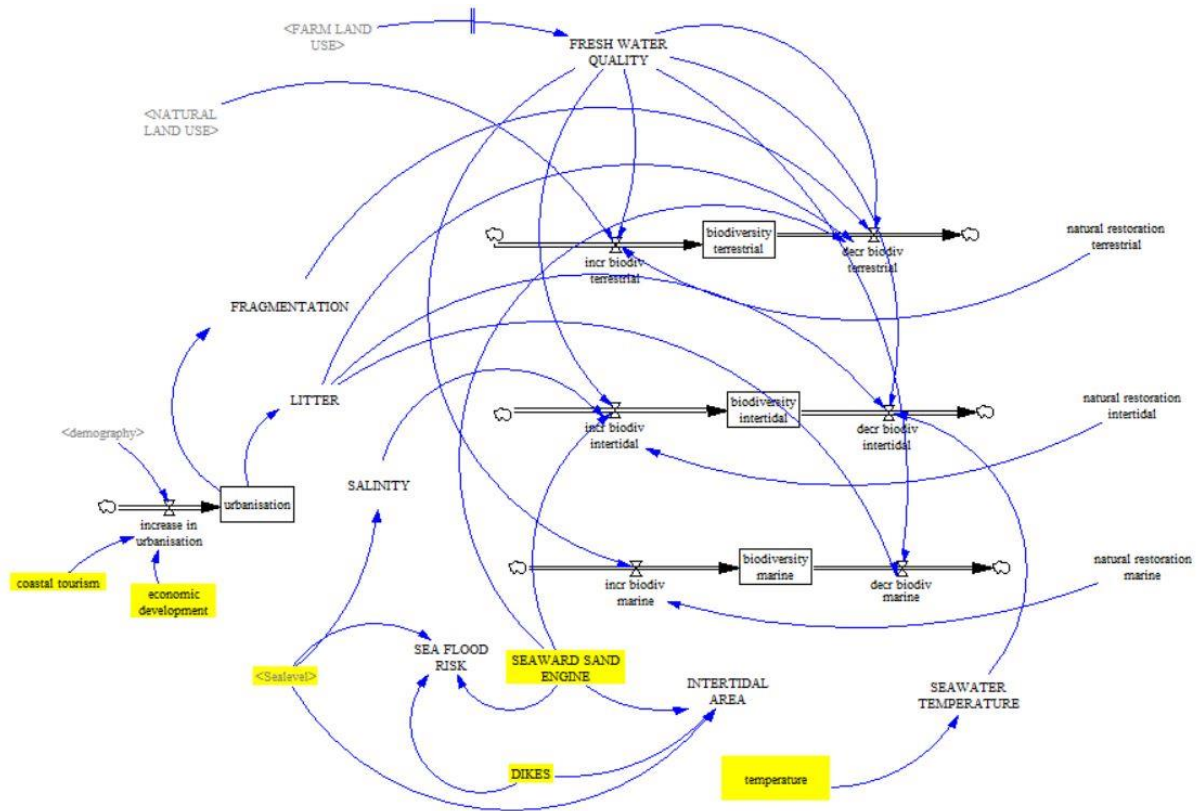 <FARM LAND
USE>
FRESH WATER
QUALITY
<NATURAL
LAND USE>
biodiversity
terrestrial
natural restoration
terrestrial
incr biodiv
terrestrial
decr biodiv
terrestrial
FRAGMENTATION
LITTER
biodiversity
intertidal
natural restoration
intertidal
incr biodiv
intertidal
decr biodiv
intertidal
<demography>
SALINITY
urbanisation
increase in
urbanisation
coastal tourism
economic
development
biodiversity
marine
natural restoration
marine
incr biodiv
marine
decr biodiv
marine
SEA FLOOD
RISK
SEAWARD SAND
ENGINE
<Sealevel>
INTERTIDAL
AREA
SEAWATER
TEMPERATURE
DIKES
temperature